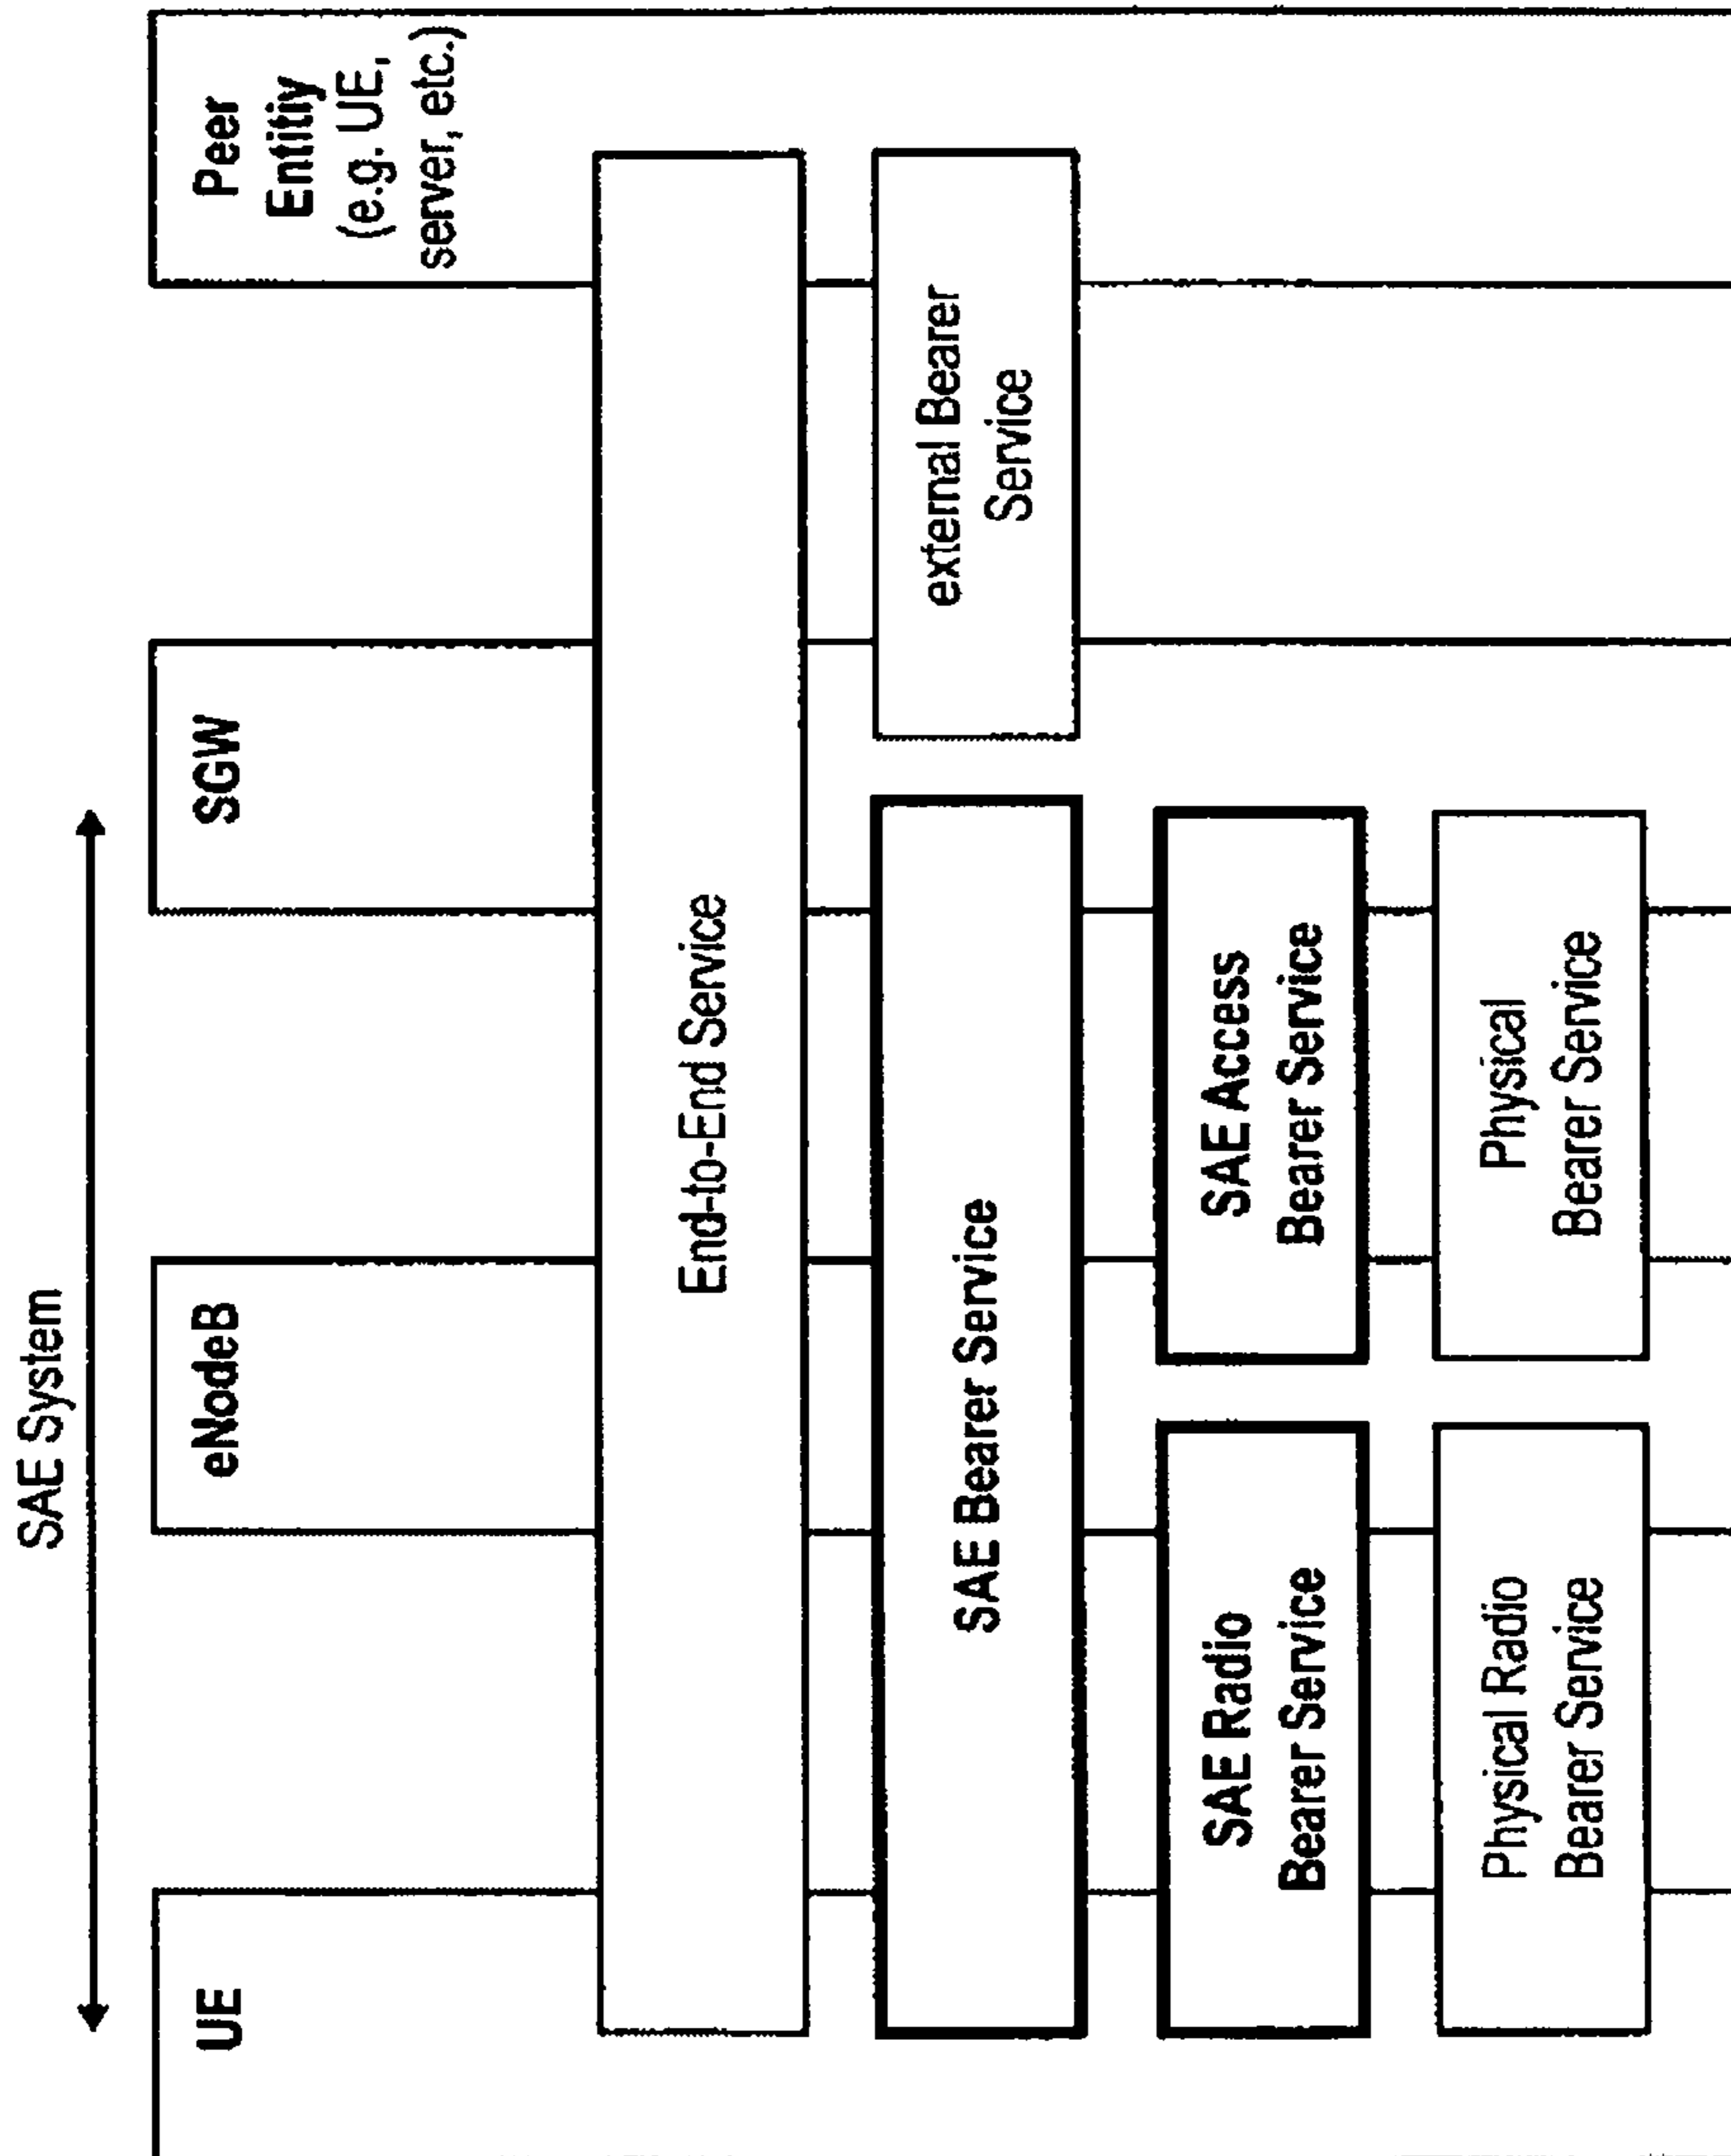 SAE System
UE
eNodeB
SGW
Peer
Entitiy
(e.g. UE,
server, etc.)
End-to-End Service
SAE Bearer Service
external Bearer
Service
SAE Radio
Bearer Service
SAE Access
Bearer Service
Physical Radio
Bearer Service
Physical
Bearer Service